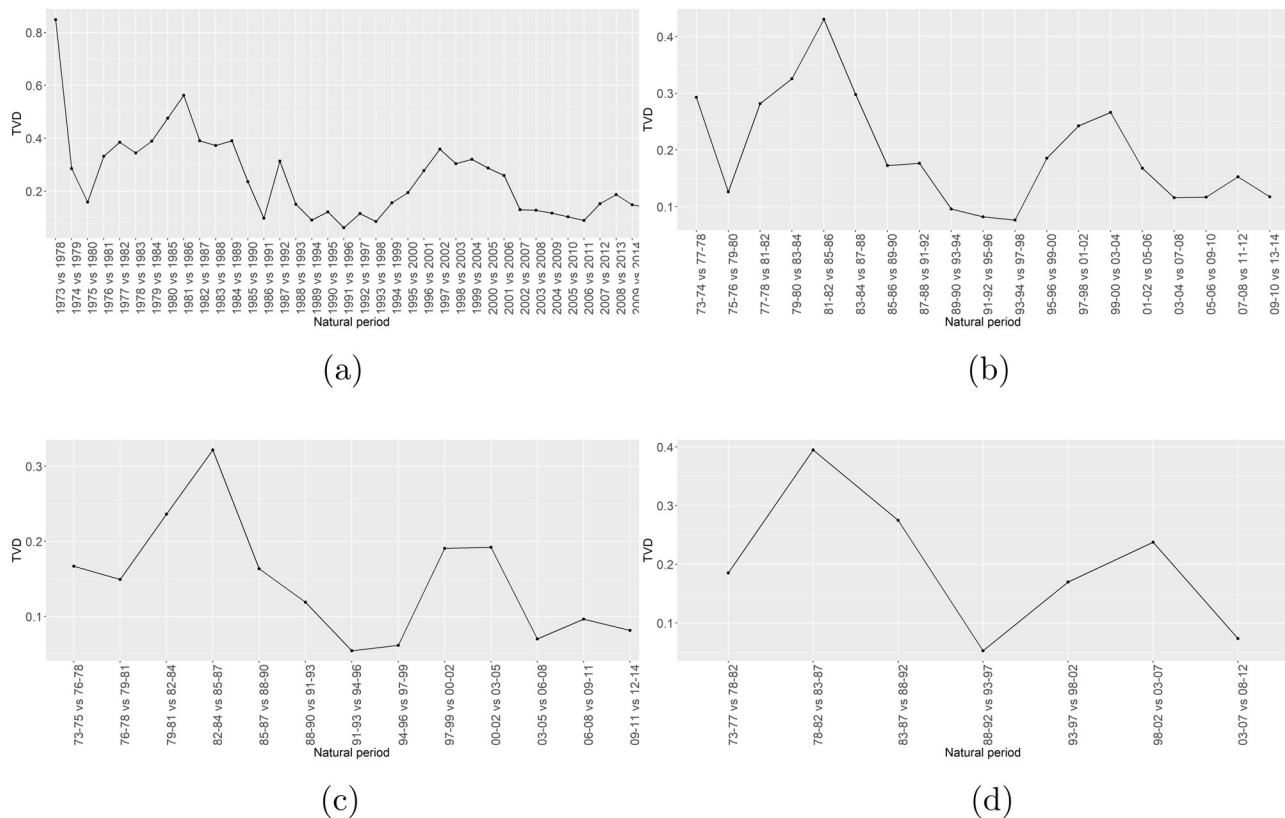 0.8
0.6
0.4
0.2
TVD
1973 vs 1978
1974 vs 1979
1975 vs 1980
1976 vs 1981
1977 vs 1982
1978 vs 1983
1979 vs 1984
1980 vs 1985
1981 vs 1986
1982 vs 1987
1983 vs 1988
1984 vs 1989
1985 vs 1990
1986 vs 1991
1987 vs 1992
1988 vs 1993
1989 vs 1994
1990 vs 1995
1991 vs 1996
1992 vs 1997
1993 vs 1998
1994 vs 1999
1995 vs 2000
1996 vs 2001
1997 vs 2002
1998 vs 2003
1999 vs 2004
2000 vs 2005
2001 vs 2006
2002 vs 2007
2003 vs 2008
2004 vs 2009
2005 vs 2010
2006 vs 2011
2007 vs 2012
2008 vs 2013
2009 vs 2014
Natural period
(a)
0.4
0.3
0.2
0.1
TVD
73-74 vs 77-78
75-76 vs 79-80
77-78 vs 81-82
79-80 vs 83-84
81-82 vs 85-86
83-84 vs 87-88
85-86 vs 89-90
87-88 vs 91-92
89-90 vs 93-94
91-92 vs 95-96
93-94 vs 97-98
95-96 vs 99-00
97-98 vs 01-02
99-00 vs 03-04
01-02 vs 05-06
03-04 vs 07-08
05-06 vs 09-10
07-08 vs 11-12
09-10 vs 13-14
Natural period
(b)
0.3
0.2
0.1
TVD
73-75 vs 76-78
76-78 vs 79-81
79-81 vs 82-84
82-84 vs 85-87
85-87 vs 88-90
88-90 vs 91-93
91-93 vs 94-96
94-96 vs 97-99
97-99 vs 00-02
00-02 vs 03-05
03-05 vs 06-08
06-08 vs 09-11
09-11 vs 12-14
Natural period
(c)
0.4
0.3
0.2
0.1
TVD
73-77 vs 78-82
78-82 vs 83-87
83-87 vs 88-92
88-92 vs 93-97
93-97 vs 98-02
98-02 vs 03-07
03-07 vs 08-12
Natural period
(d)